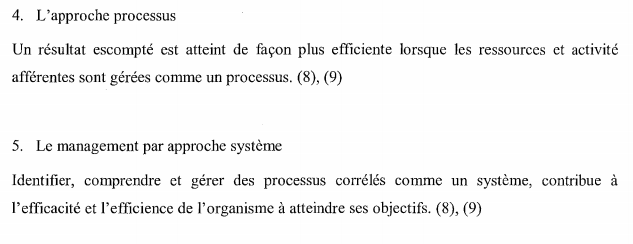 4. L'approche processus
Un résultat escompté est atteint de façon plus efficiente lorsque les ressources et activité
afférentes sont gérées comme un processus. (8), (9)
5. Le management par approche système
Identifier, comprendre et gérer des processus corrélés comme un système, contribue à
l'efficacité et l'efficience de l'organisme à atteindre ses objectifs. (8), (9)